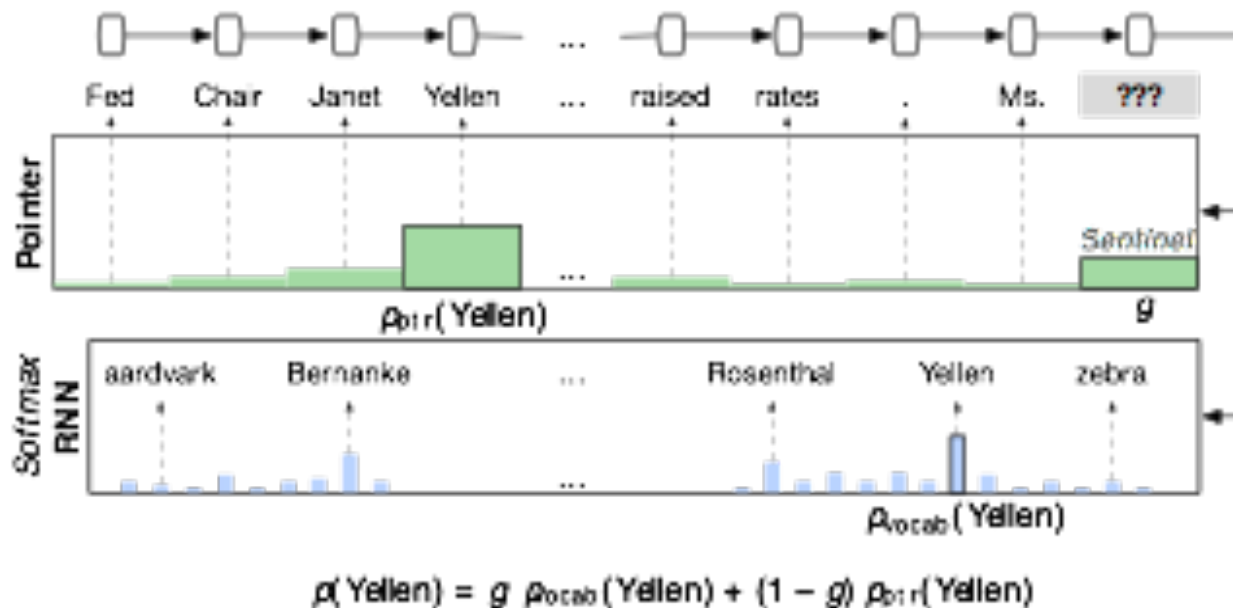 Fed Chair Janet Yellen ... raised rates . Ms. ???
Pointer
Sentinel
...
p_ptr(Yellen) g
Softmax
RNN
aardvark Bernanke ... Rosenthal Yellen zebra
...
p_vocab(Yellen)
p(Yellen) = g p_vocab(Yellen) + (1 − g) p_ptr(Yellen)